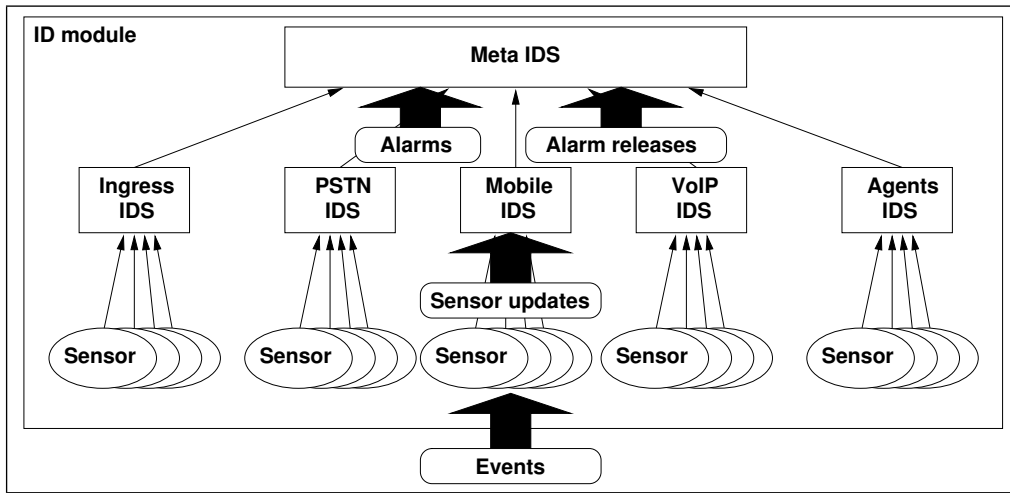 ID module
Meta IDS
Alarms
Alarm releases
Ingress
IDS
PSTN
IDS
Mobile
IDS
VoIP
IDS
Agents
IDS
Sensor updates
Sensor
Sensor
Sensor
Sensor
Sensor
Events